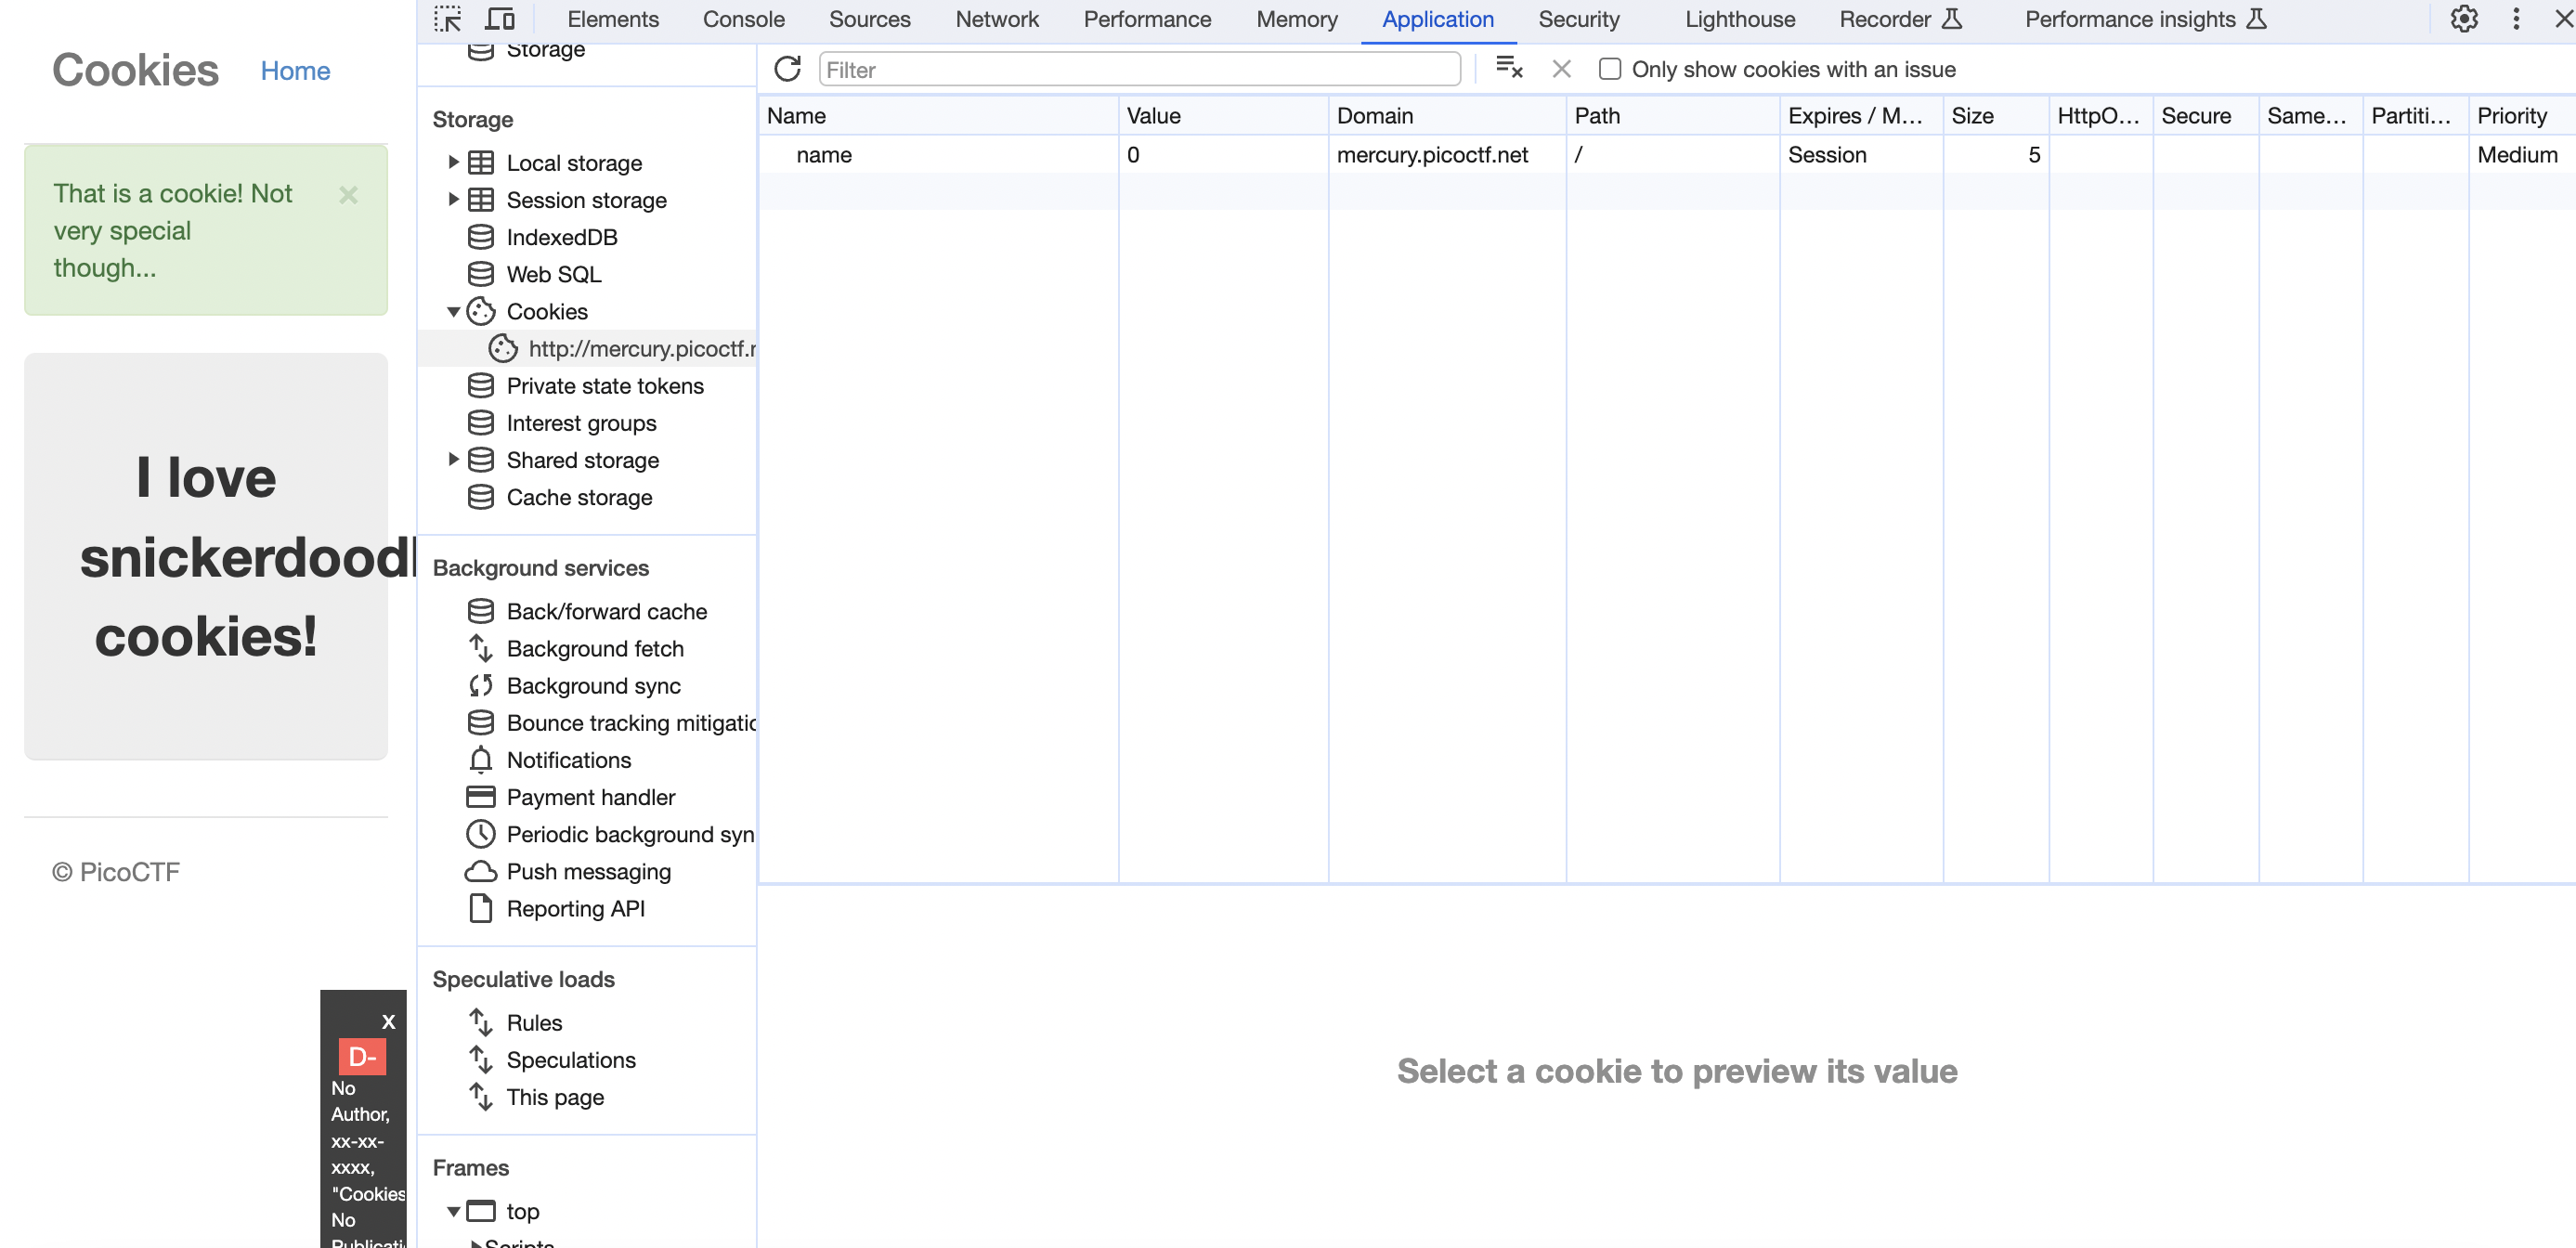 Cookies
Home
That is a cookie! Not
very special
though...
×
I love
snickerdoodl
cookies!
© PicoCTF
X
D-
No
Author,
xx-xx-
xxxx,
"Cookies
No
Publicati
Elements
Console
Sources
Network
Performance
Memory
Application
Security
Lighthouse
Recorder
Performance insights
Storage
Storage
Local storage
Session storage
IndexedDB
Web SQL
Cookies
http://mercury.picoctf.n
Private state tokens
Interest groups
Shared storage
Cache storage
Background services
Back/forward cache
Background fetch
Background sync
Bounce tracking mitigatio
Notifications
Payment handler
Periodic background syn
Push messaging
Reporting API
Speculative loads
Rules
Speculations
This page
Frames
top
Scripts
Filter
Only show cookies with an issue
Name Value Domain Path Expires / M... Size HttpO... Secure Same... Partiti... Priority
name 0 mercury.picoctf.net / Session 5 Medium
Select a cookie to preview its value